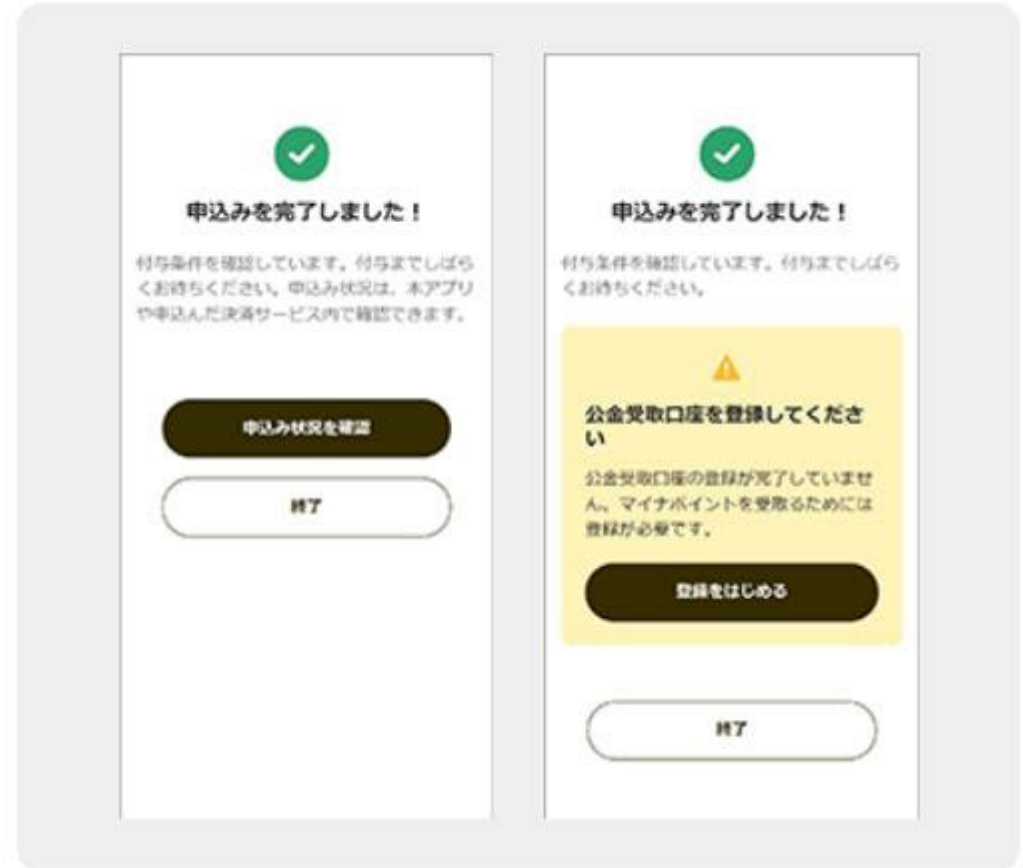 申込みを完了しました！
付与条件を確認しています。付与までしばら
くお待ちください。申込み状況は、本アプリ
や申込んだ決済サービス内で確認できます。
申込み状況を確認
終了
申込みを完了しました！
付与条件を確認しています。付与までしばら
くお待ちください。
公金受取口座を登録してくださ
い
公金受取口座の登録が完了していませ
ん。マイナポイントを受取るためには
登録が必要です。
登録をはじめる
終了